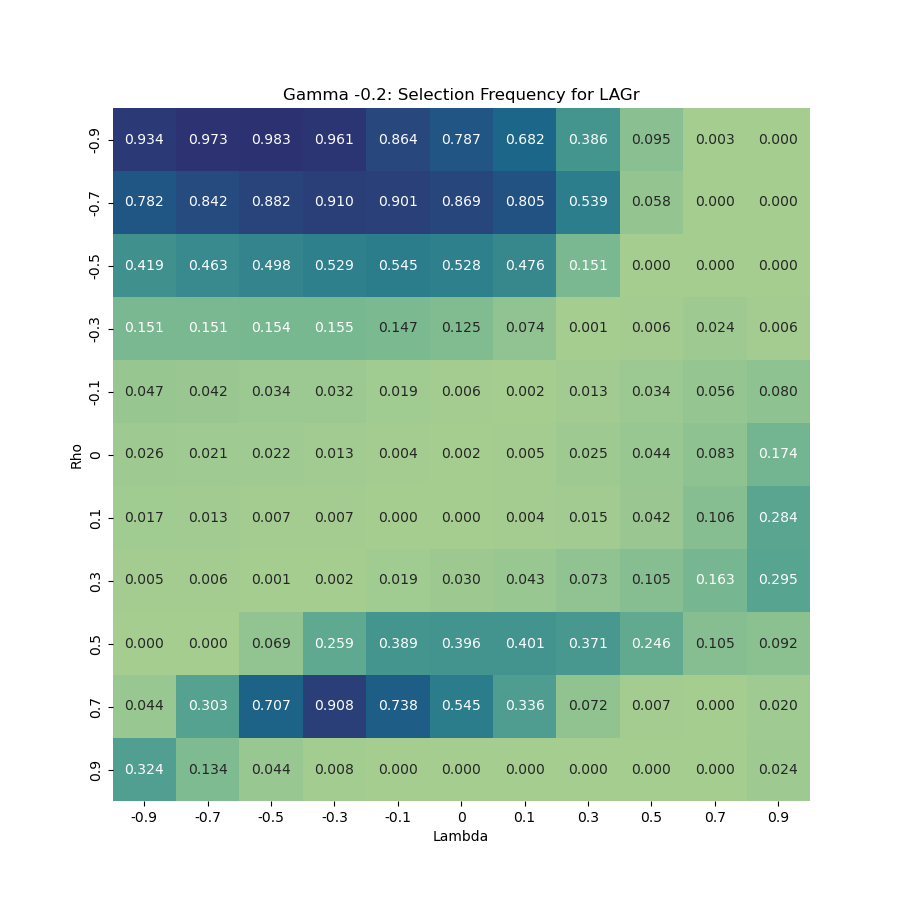 Gamma -0.2: Selection Frequency for LAGr
-0.9 0.934 0.973 0.983 0.961 0.864 0.787 0.682 0.386 0.095 0.003 0.000
-0.7 0.782 0.842 0.882 0.910 0.901 0.869 0.805 0.539 0.058 0.000 0.000
-0.5 0.419 0.463 0.498 0.529 0.545 0.528 0.476 0.151 0.000 0.000 0.000
-0.3 0.151 0.151 0.154 0.155 0.147 0.125 0.074 0.001 0.006 0.024 0.006
-0.1 0.047 0.042 0.034 0.032 0.019 0.006 0.002 0.013 0.034 0.056 0.080
Rho
0 0.026 0.021 0.022 0.013 0.004 0.002 0.005 0.025 0.044 0.083 0.174
0.1 0.017 0.013 0.007 0.007 0.000 0.000 0.004 0.015 0.042 0.106 0.284
0.3 0.005 0.006 0.001 0.002 0.019 0.030 0.043 0.073 0.105 0.163 0.295
0.5 0.000 0.000 0.069 0.259 0.389 0.396 0.401 0.371 0.246 0.105 0.092
0.7 0.044 0.303 0.707 0.908 0.738 0.545 0.336 0.072 0.007 0.000 0.020
0.9 0.324 0.134 0.044 0.008 0.000 0.000 0.000 0.000 0.000 0.000 0.024
-0.9 -0.7 -0.5 -0.3 -0.1 0 0.1 0.3 0.5 0.7 0.9
Lambda